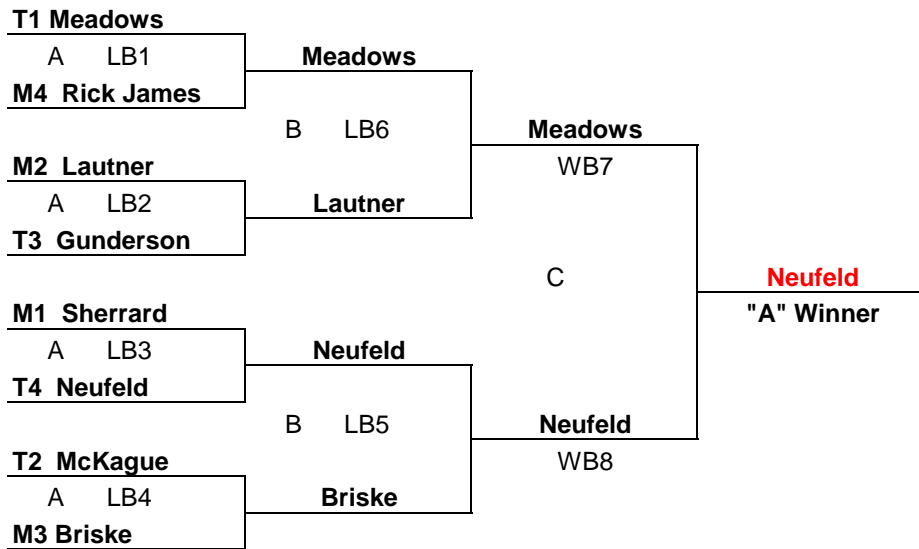 T1 Meadows
A LB1
Meadows
M4 Rick James
B LB6
Meadows
M2 Lautner
WB7
A LB2
Lautner
T3 Gunderson
C
Neufeld
M1 Sherrard
"A" Winner
A LB3
Neufeld
T4 Neufeld
B LB5
Neufeld
T2 McKague
WB8
A LB4
Briske
M3 Briske